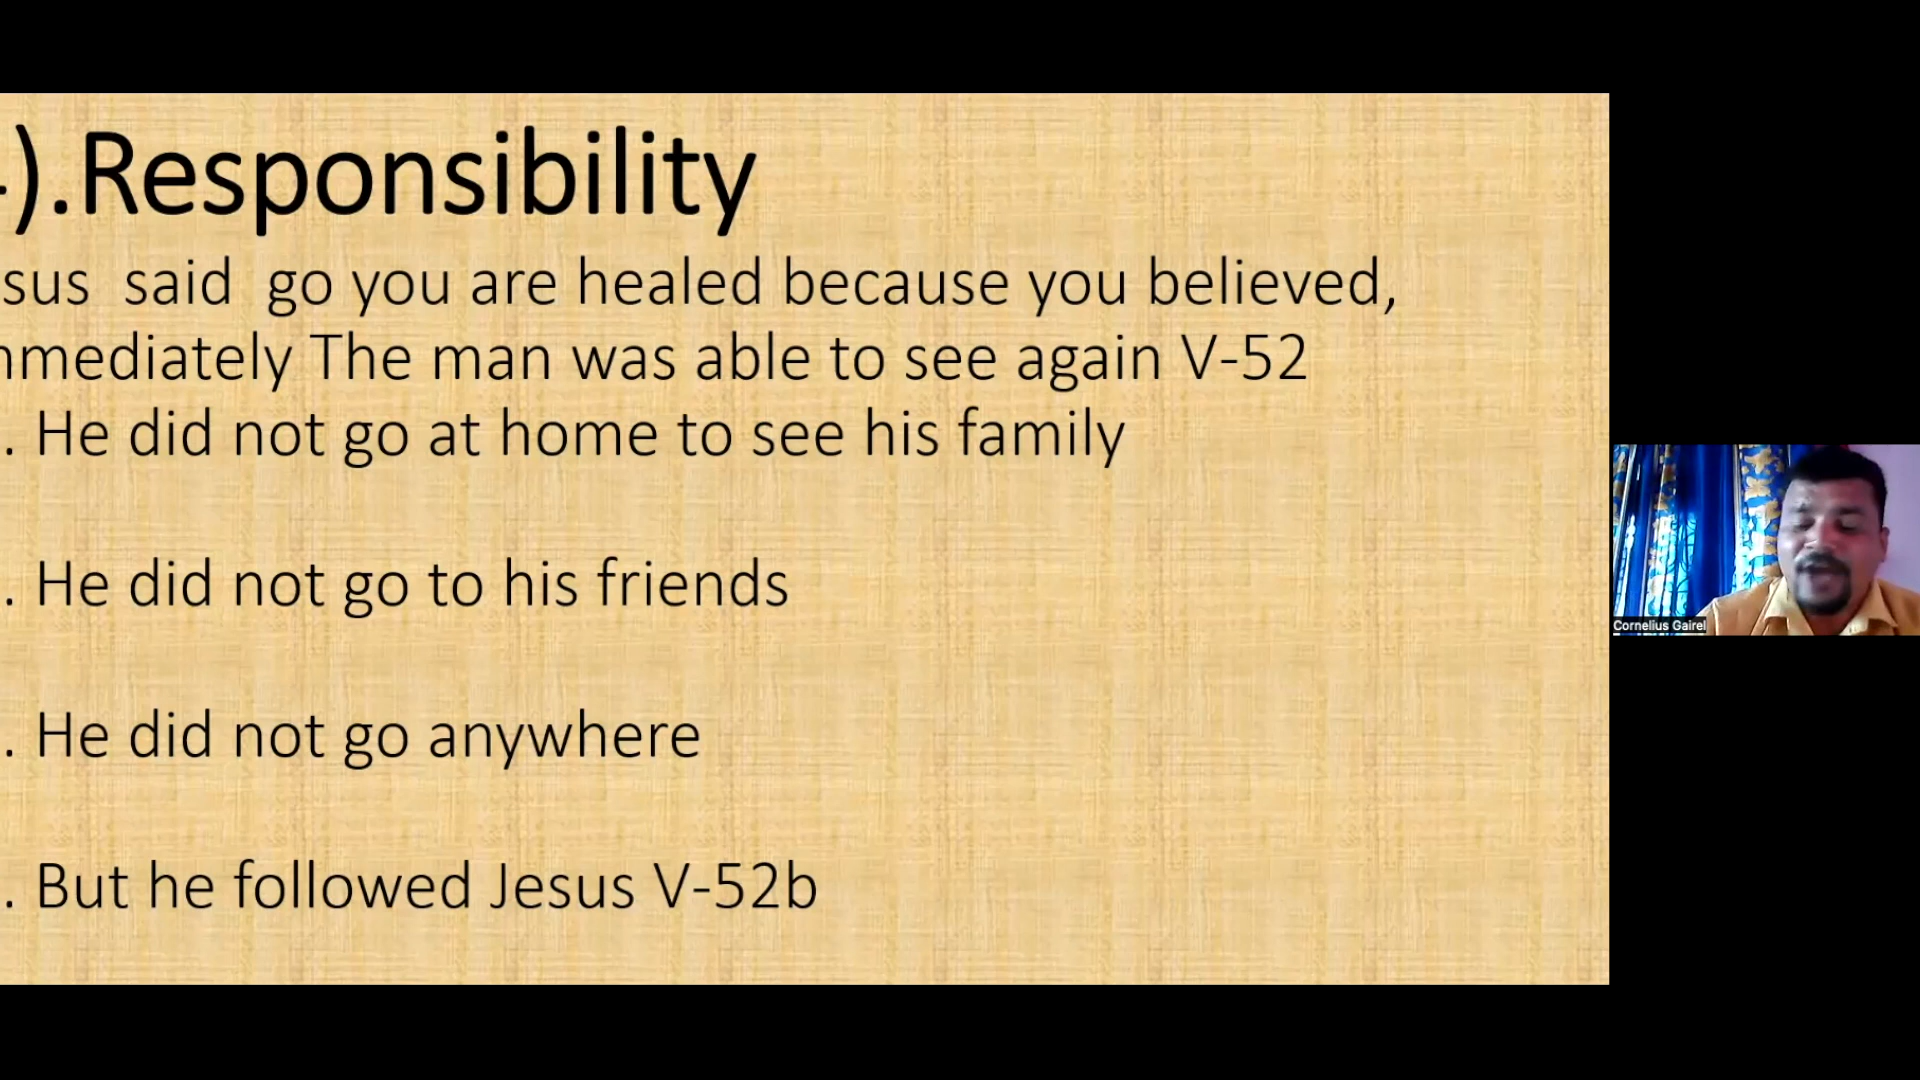 ).Responsibility
sus said go you are healed because you believed,
mmediately The man was able to see again V-52
. He did not go at home to see his family
. He did not go to his friends
. He did not go anywhere
. But he followed Jesus V-52b
Cornelius Gairel